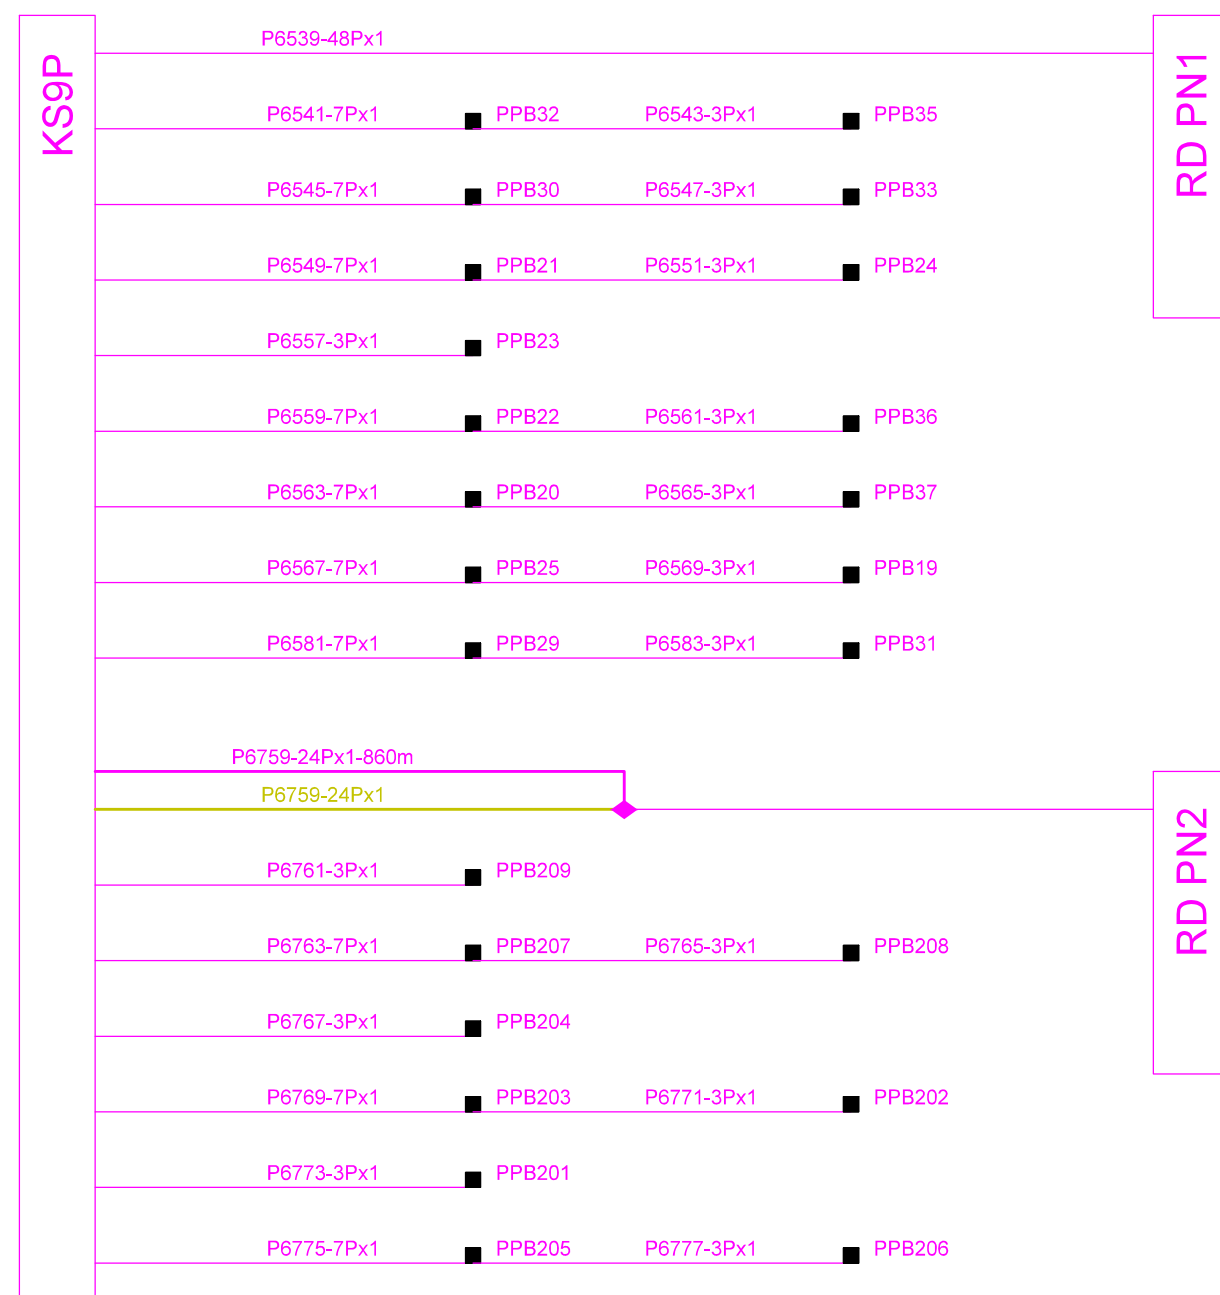 KS9P
P6539-48Px1
RD PN1
P6541-7Px1 PPB32 P6543-3Px1 PPB35
P6545-7Px1 PPB30 P6547-3Px1 PPB33
P6549-7Px1 PPB21 P6551-3Px1 PPB24
P6557-3Px1 PPB23
P6559-7Px1 PPB22 P6561-3Px1 PPB36
P6563-7Px1 PPB20 P6565-3Px1 PPB37
P6567-7Px1 PPB25 P6569-3Px1 PPB19
P6581-7Px1 PPB29 P6583-3Px1 PPB31
P6759-24Px1-860m
P6759-24Px1
RD PN2
P6761-3Px1 PPB209
P6763-7Px1 PPB207 P6765-3Px1 PPB208
P6767-3Px1 PPB204
P6769-7Px1 PPB203 P6771-3Px1 PPB202
P6773-3Px1 PPB201
P6775-7Px1 PPB205 P6777-3Px1 PPB206